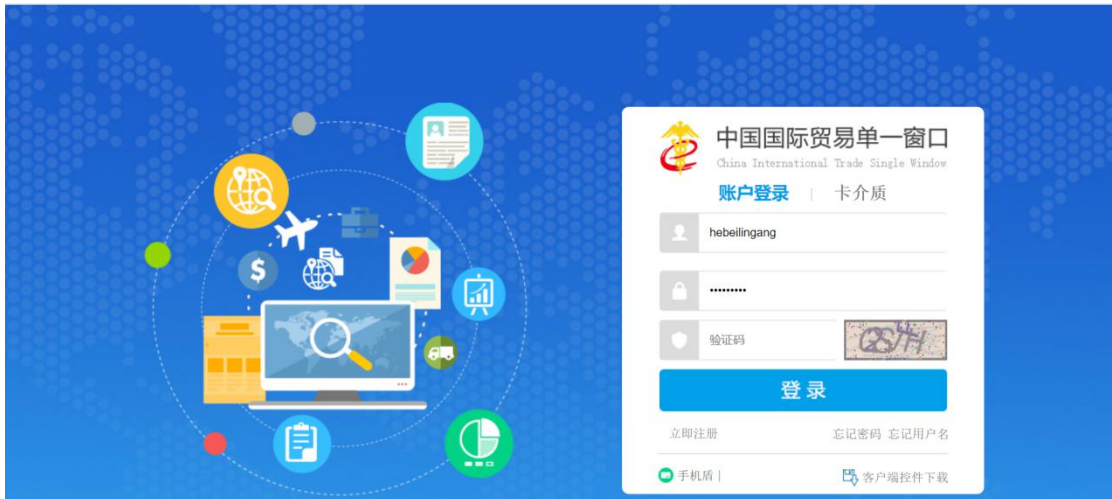 中国国际贸易单一窗口
China International Trade Single Window
账户登录 | 卡介质
hebeilingang
•••••••••
验证码
登录
立即注册 忘记密码 忘记用户名
手机盾 | 客户端控件下载
$